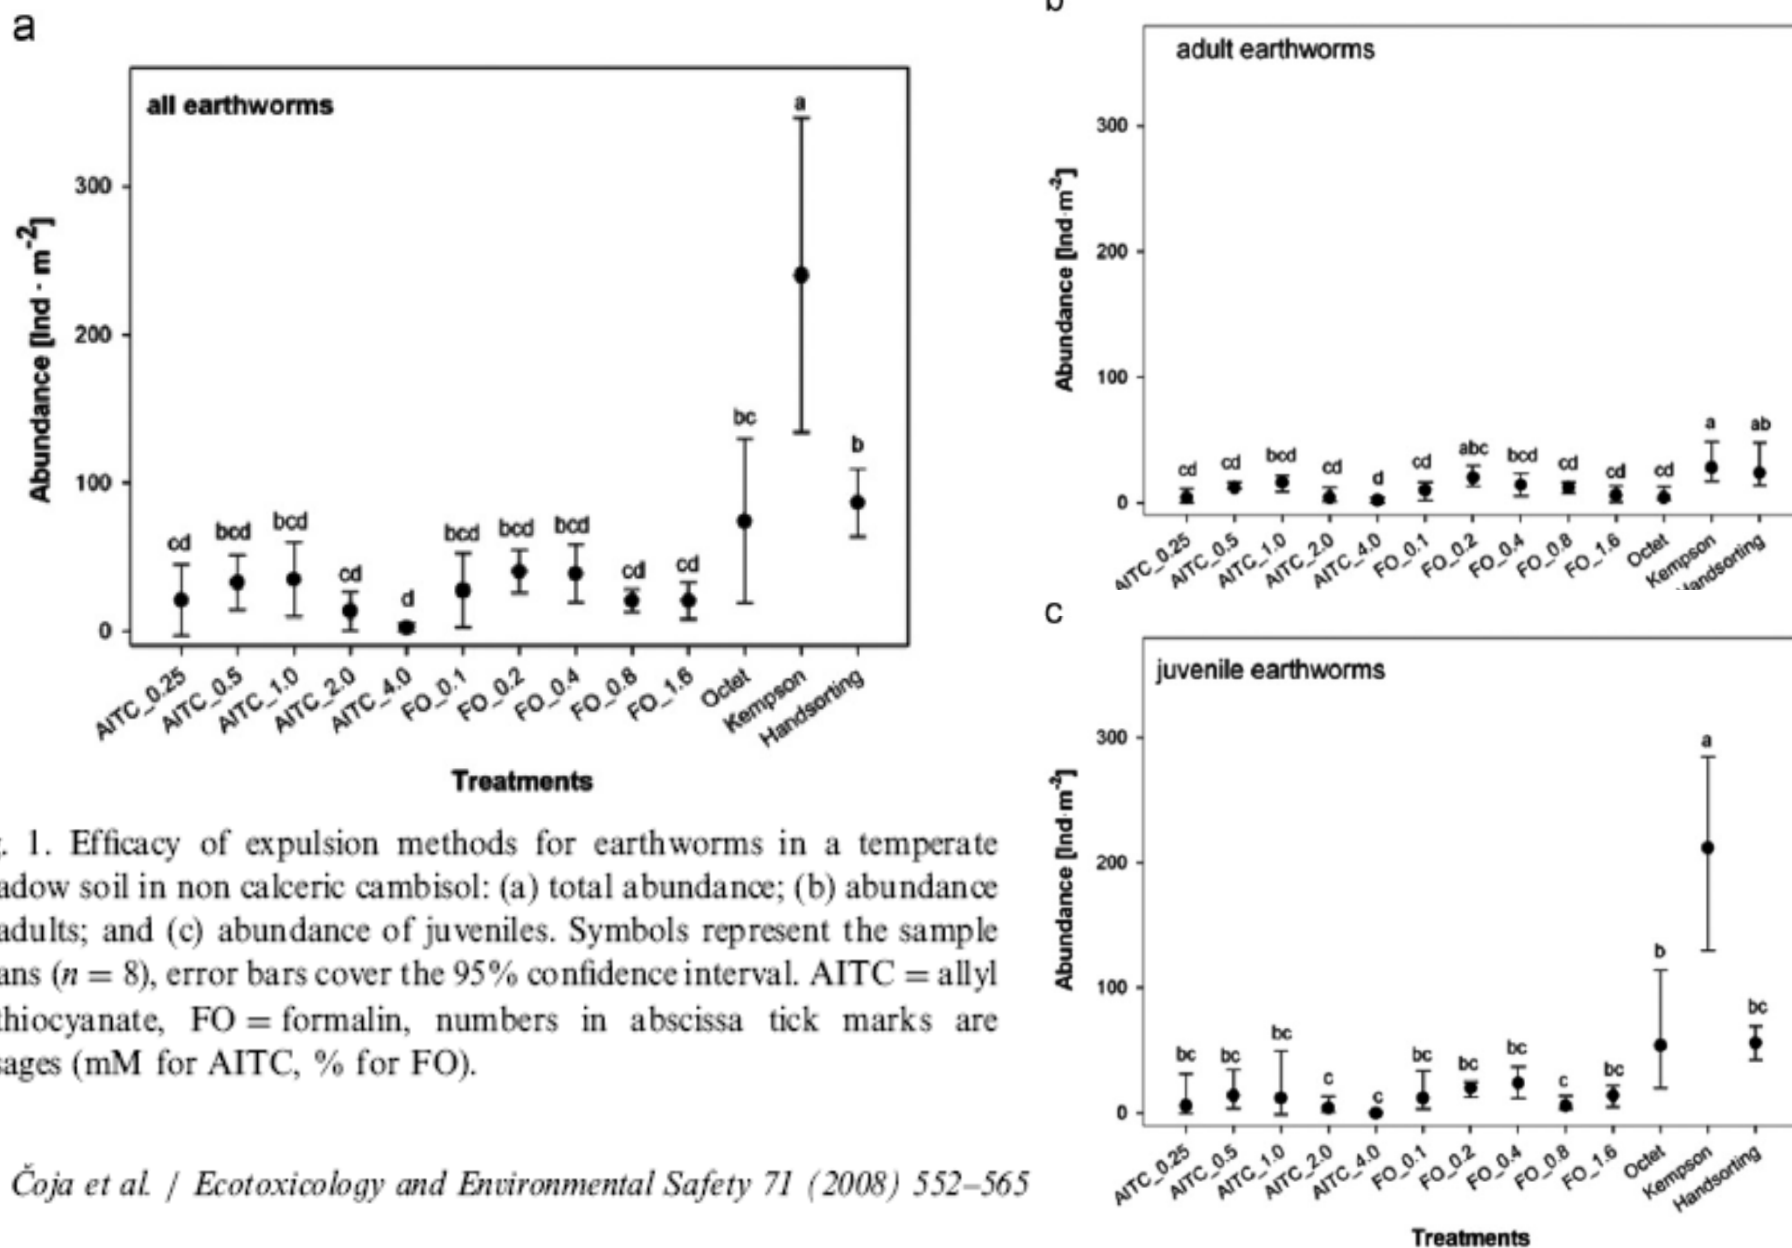 a
all earthworms
Abundance [Ind · m-2]
300
200
100
0
cd
bcd
bcd
cd
d
bcd
bcd
bcd
cd
cd
bc
a
b
AITC_0.25
AITC_0.5
AITC_1.0
AITC_2.0
AITC_4.0
FO_0.1
FO_0.2
FO_0.4
FO_0.8
FO_1.6
Octet
Kempson
Handsorting
Treatments
. 1. Efficacy of expulsion methods for earthworms in a temperate
adow soil in non calceric cambisol: (a) total abundance; (b) abundance
adults; and (c) abundance of juveniles. Symbols represent the sample
ans (n = 8), error bars cover the 95% confidence interval. AITC = allyl
thiocyanate, FO = formalin, numbers in abscissa tick marks are
sages (mM for AITC, % for FO).
Čoja et al. / Ecotoxicology and Environmental Safety 71 (2008) 552–565
adult earthworms
Abundance [Ind·m-2]
300
200
100
0
cd
cd
bcd
cd
d
cd
abc
bcd
cd
cd
cd
a
ab
AITC_0.25
AITC_0.5
AITC_1.0
AITC_2.0
AITC_4.0
FO_0.1
FO_0.2
FO_0.4
FO_0.8
FO_1.6
Octet
Kempson
andsorting
c
juvenile earthworms
Abundance [Ind·m-2]
300
200
100
0
bc
bc
bc
c
c
bc
bc
bc
c
bc
b
a
bc
AITC_0.25
AITC_0.5
AITC_1.0
AITC_2.0
AITC_4.0
FO_0.1
FO_0.2
FO_0.4
FO_0.8
FO_1.6
Octet
Kempson
Handsorting
Treatments